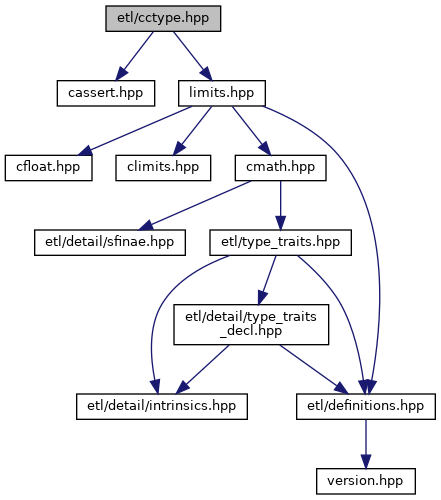 etl/cctype.hpp
cassert.hpp
limits.hpp
cfloat.hpp
climits.hpp
cmath.hpp
etl/detail/sfinae.hpp
etl/type_traits.hpp
etl/detail/type_traits
_decl.hpp
etl/detail/intrinsics.hpp
etl/definitions.hpp
version.hpp